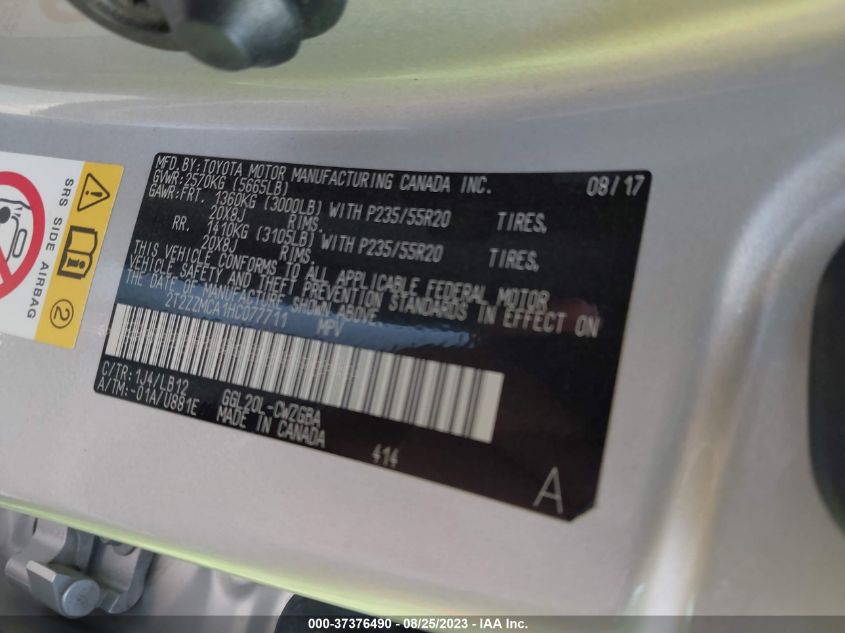 MFD.BY:TOYOTA MOTOR MANUFACTURING CANADA INC. 08/17
GVWR:2570KG (5665LB)
GAWR:FRT. 1360KG (3000LB) WITH P235/55R20 TIRES,
20X8J RIMS.
RR. 1410KG (3105LB) WITH P235/55R20 TIRES,
20X8J RIMS.
THIS VEHICLE CONFORMS TO ALL APPLICABLE FEDERAL MOTOR
VEHICLE SAFETY AND THEFT PREVENTION STANDARDS IN EFFECT ON
THE DATE OF MANUFACTURE SHOWN ABOVE.
2T2ZZMCA1HC077711 MPV
C/TR:1J4/LB12
A/TM:-01A/U881E
GGL20L-CWZGBA
MADE IN CANADA
414
A
SRS SIDE AIRBAG
2
000-37376490 - 08/25/2023 - IAA Inc.